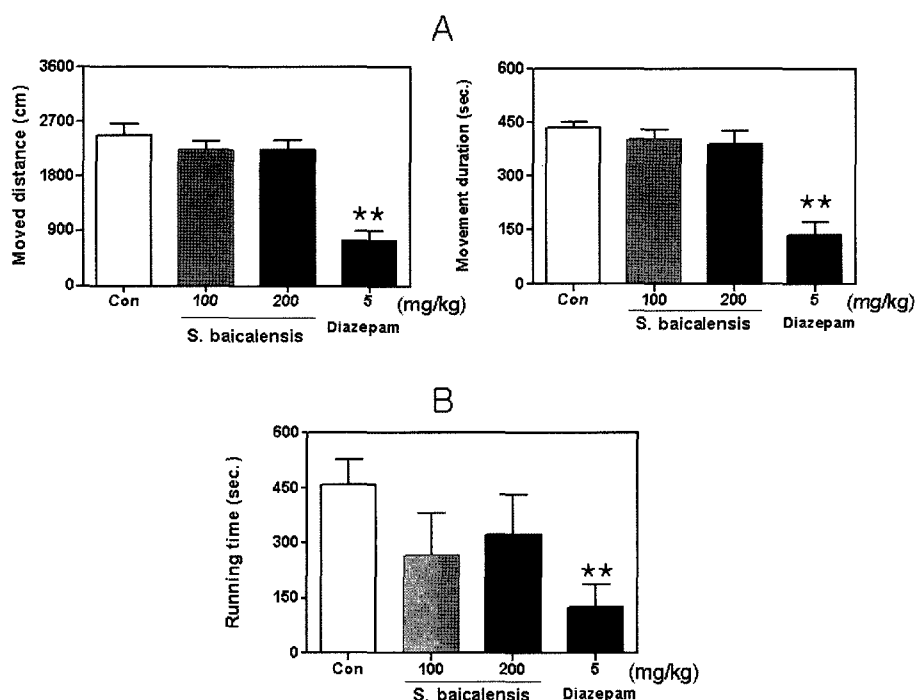 A
Moved distance (cm)
3600
2700
1800
900
0
**
Con 100 200 5 (mg/kg)
S. baicalensis Diazepam
Movement duration (sec.)
600
450
300
150
0
**
Con 100 200 5 (mg/kg)
S. baicalensis Diazepam
B
Running time (sec.)
600
450
300
150
0
**
Con 100 200 5 (mg/kg)
S. baicalensis Diazepam